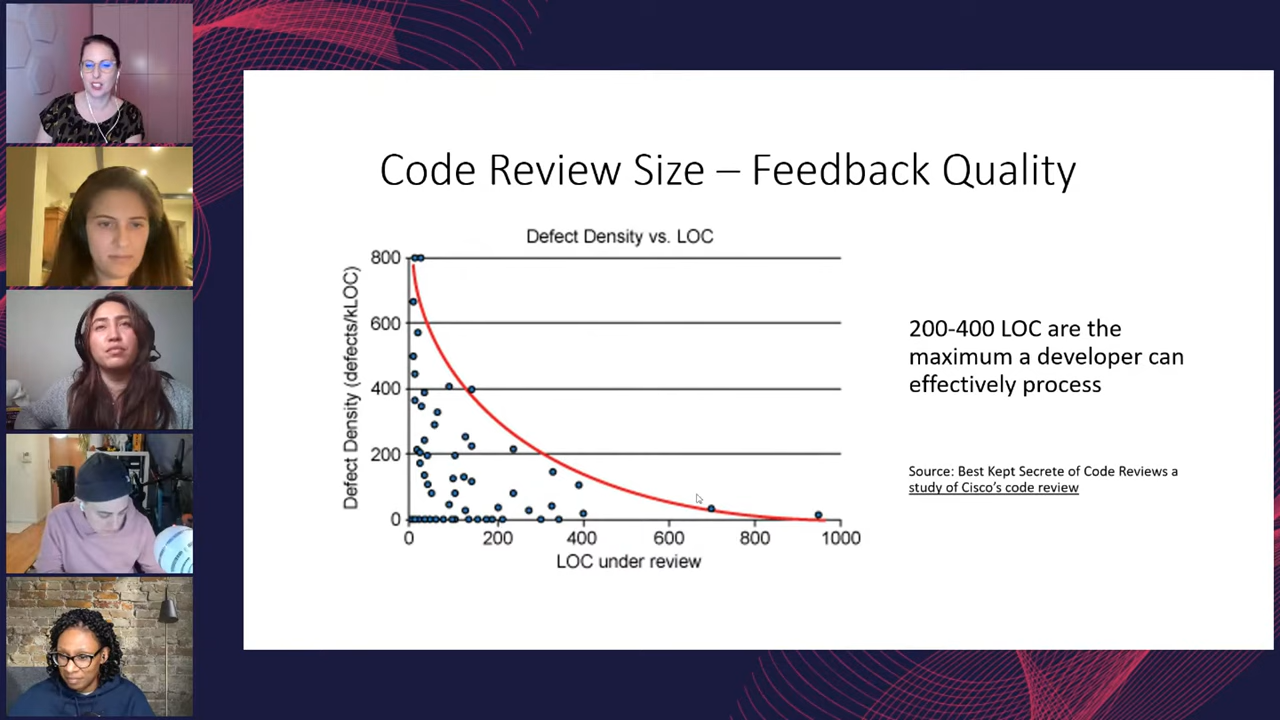 Code Review Size – Feedback Quality
Defect Density vs. LOC
Defect Density (defects/kLOC)
800
600
400
200
0
0 200 400 600 800 1000
LOC under review
200-400 LOC are the
maximum a developer can
effectively process
Source: Best Kept Secrete of Code Reviews a
study of Cisco's code review